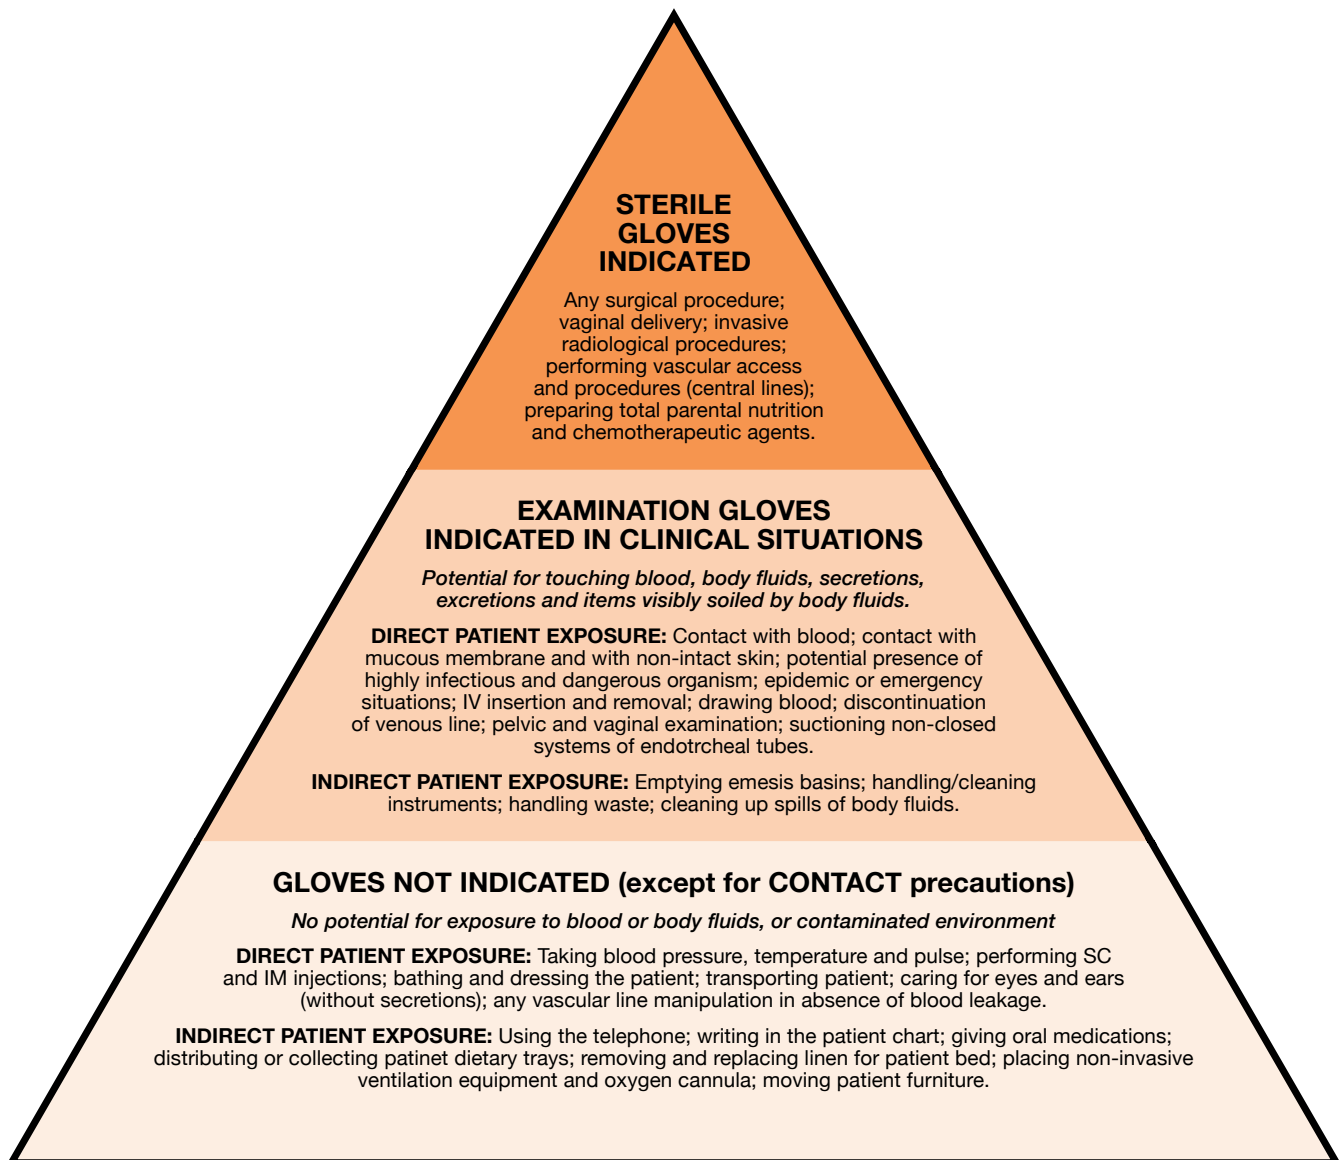 STERILE
GLOVES
INDICATED
Any surgical procedure;
vaginal delivery; invasive
radiological procedures;
performing vascular access
and procedures (central lines);
preparing total parental nutrition
and chemotherapeutic agents.
EXAMINATION GLOVES
INDICATED IN CLINICAL SITUATIONS
Potential for touching blood, body fluids, secretions,
excretions and items visibly soiled by body fluids.
DIRECT PATIENT EXPOSURE: Contact with blood; contact with
mucous membrane and with non-intact skin; potential presence of
highly infectious and dangerous organism; epidemic or emergency
situations; IV insertion and removal; drawing blood; discontinuation
of venous line; pelvic and vaginal examination; suctioning non-closed
systems of endotrcheal tubes.
INDIRECT PATIENT EXPOSURE: Emptying emesis basins; handling/cleaning
instruments; handling waste; cleaning up spills of body fluids.
GLOVES NOT INDICATED (except for CONTACT precautions)
No potential for exposure to blood or body fluids, or contaminated environment
DIRECT PATIENT EXPOSURE: Taking blood pressure, temperature and pulse; performing SC
and IM injections; bathing and dressing the patient; transporting patient; caring for eyes and ears
(without secretions); any vascular line manipulation in absence of blood leakage.
INDIRECT PATIENT EXPOSURE: Using the telephone; writing in the patient chart; giving oral medications;
distributing or collecting patinet dietary trays; removing and replacing linen for patient bed; placing non-invasive
ventilation equipment and oxygen cannula; moving patient furniture.